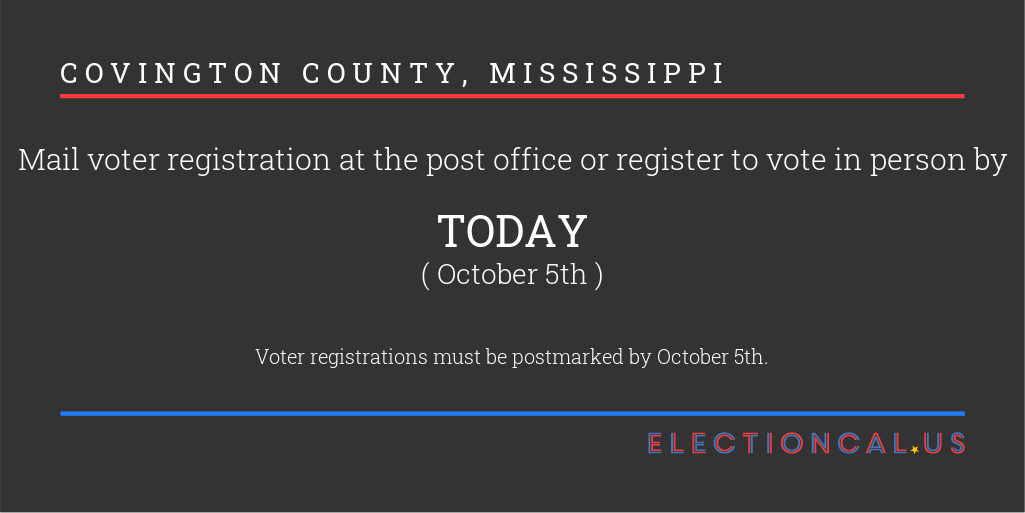 COVINGTON COUNTY, MISSISSIPPI
Mail voter registration at the post office or register to vote in person by
TODAY
( October 5th )
Voter registrations must be postmarked by October 5th.
ELECTIONCAL.US